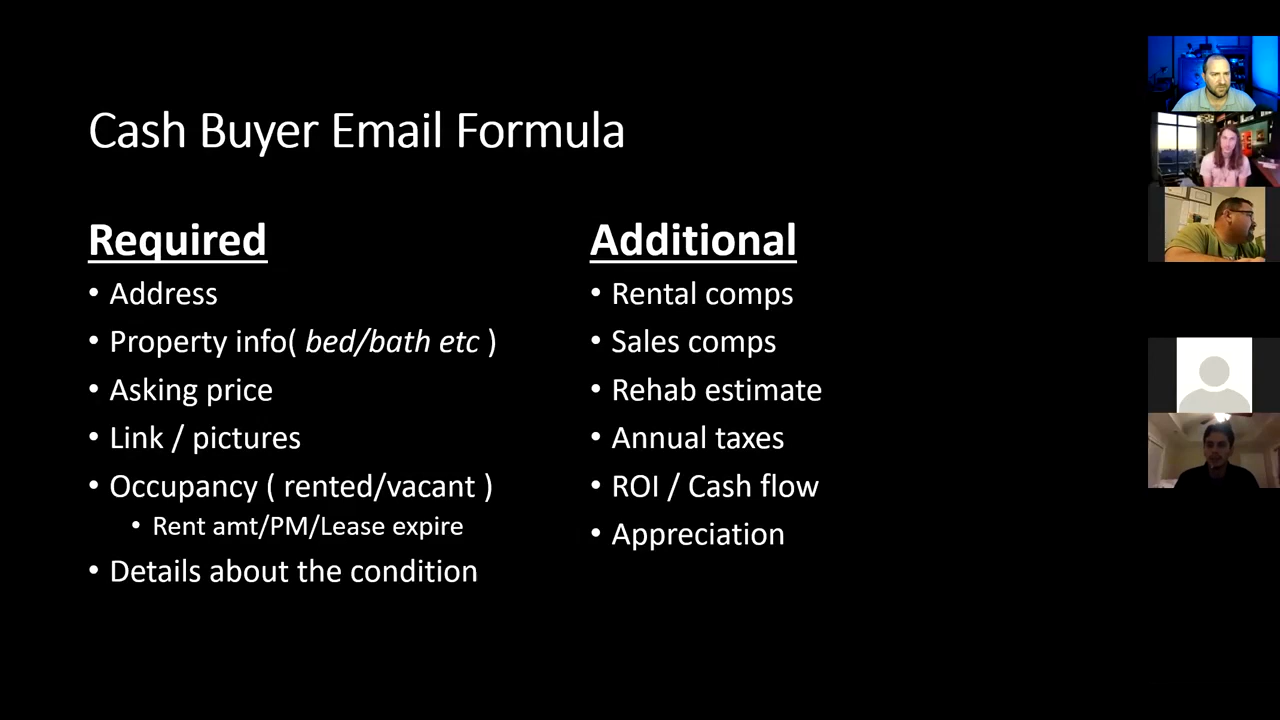 Cash Buyer Email Formula
Required
• Address
• Property info( bed/bath etc )
• Asking price
• Link / pictures
• Occupancy ( rented/vacant )
• Rent amt/PM/Lease expire
• Details about the condition
Additional
• Rental comps
• Sales comps
• Rehab estimate
• Annual taxes
• ROI / Cash flow
• Appreciation